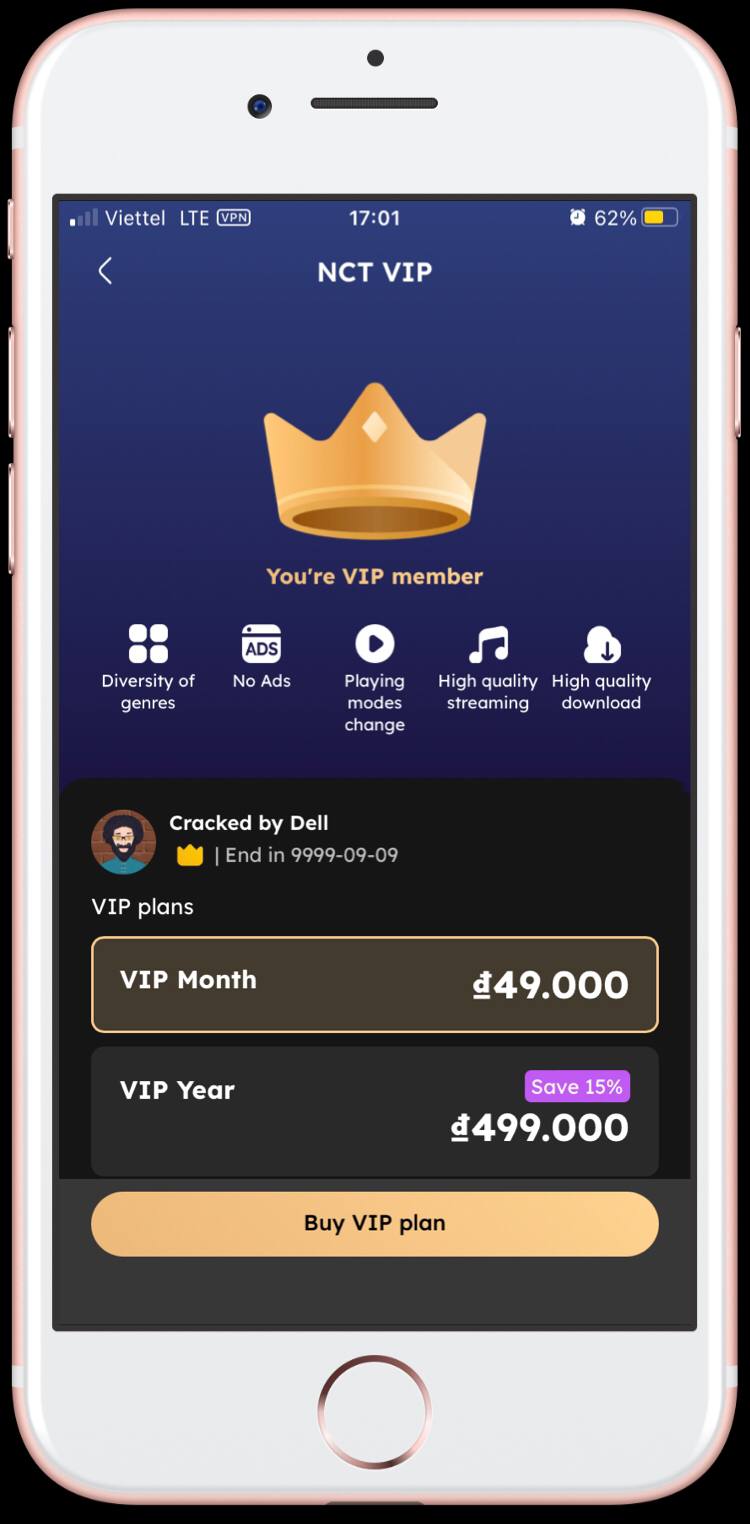 Viettel LTE VPN 17:01 62%
NCT VIP
You're VIP member
ADS
Diversity of
genres
No Ads
Playing
modes
change
High quality
streaming
High quality
download
Cracked by Dell
| End in 9999-09-09
VIP plans
VIP Month ₫49.000
VIP Year Save 15%
₫499.000
Buy VIP plan